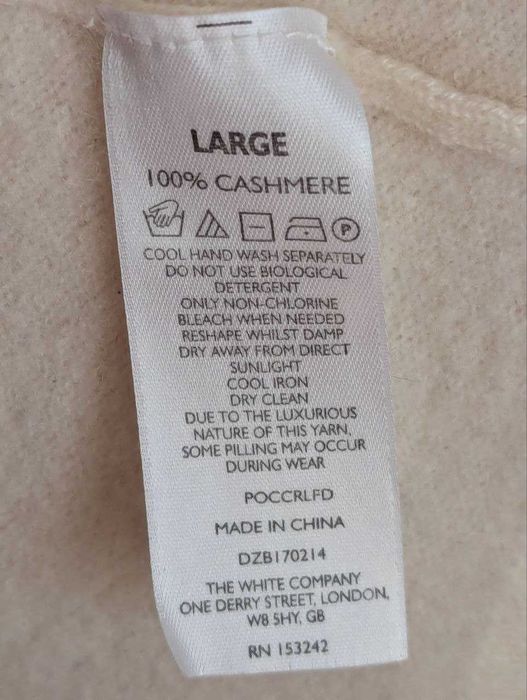 LARGE
100% CASHMERE
P
COOL HAND WASH SEPARATELY
DO NOT USE BIOLOGICAL
DETERGENT
ONLY NON-CHLORINE
BLEACH WHEN NEEDED
RESHAPE WHILST DAMP
DRY AWAY FROM DIRECT
SUNLIGHT
COOL IRON
DRY CLEAN
DUE TO THE LUXURIOUS
NATURE OF THIS YARN,
SOME PILLING MAY OCCUR
DURING WEAR
POCCRLFD
MADE IN CHINA
DZB170214
THE WHITE COMPANY
ONE DERRY STREET, LONDON,
W8 5HY, GB
RN 153242